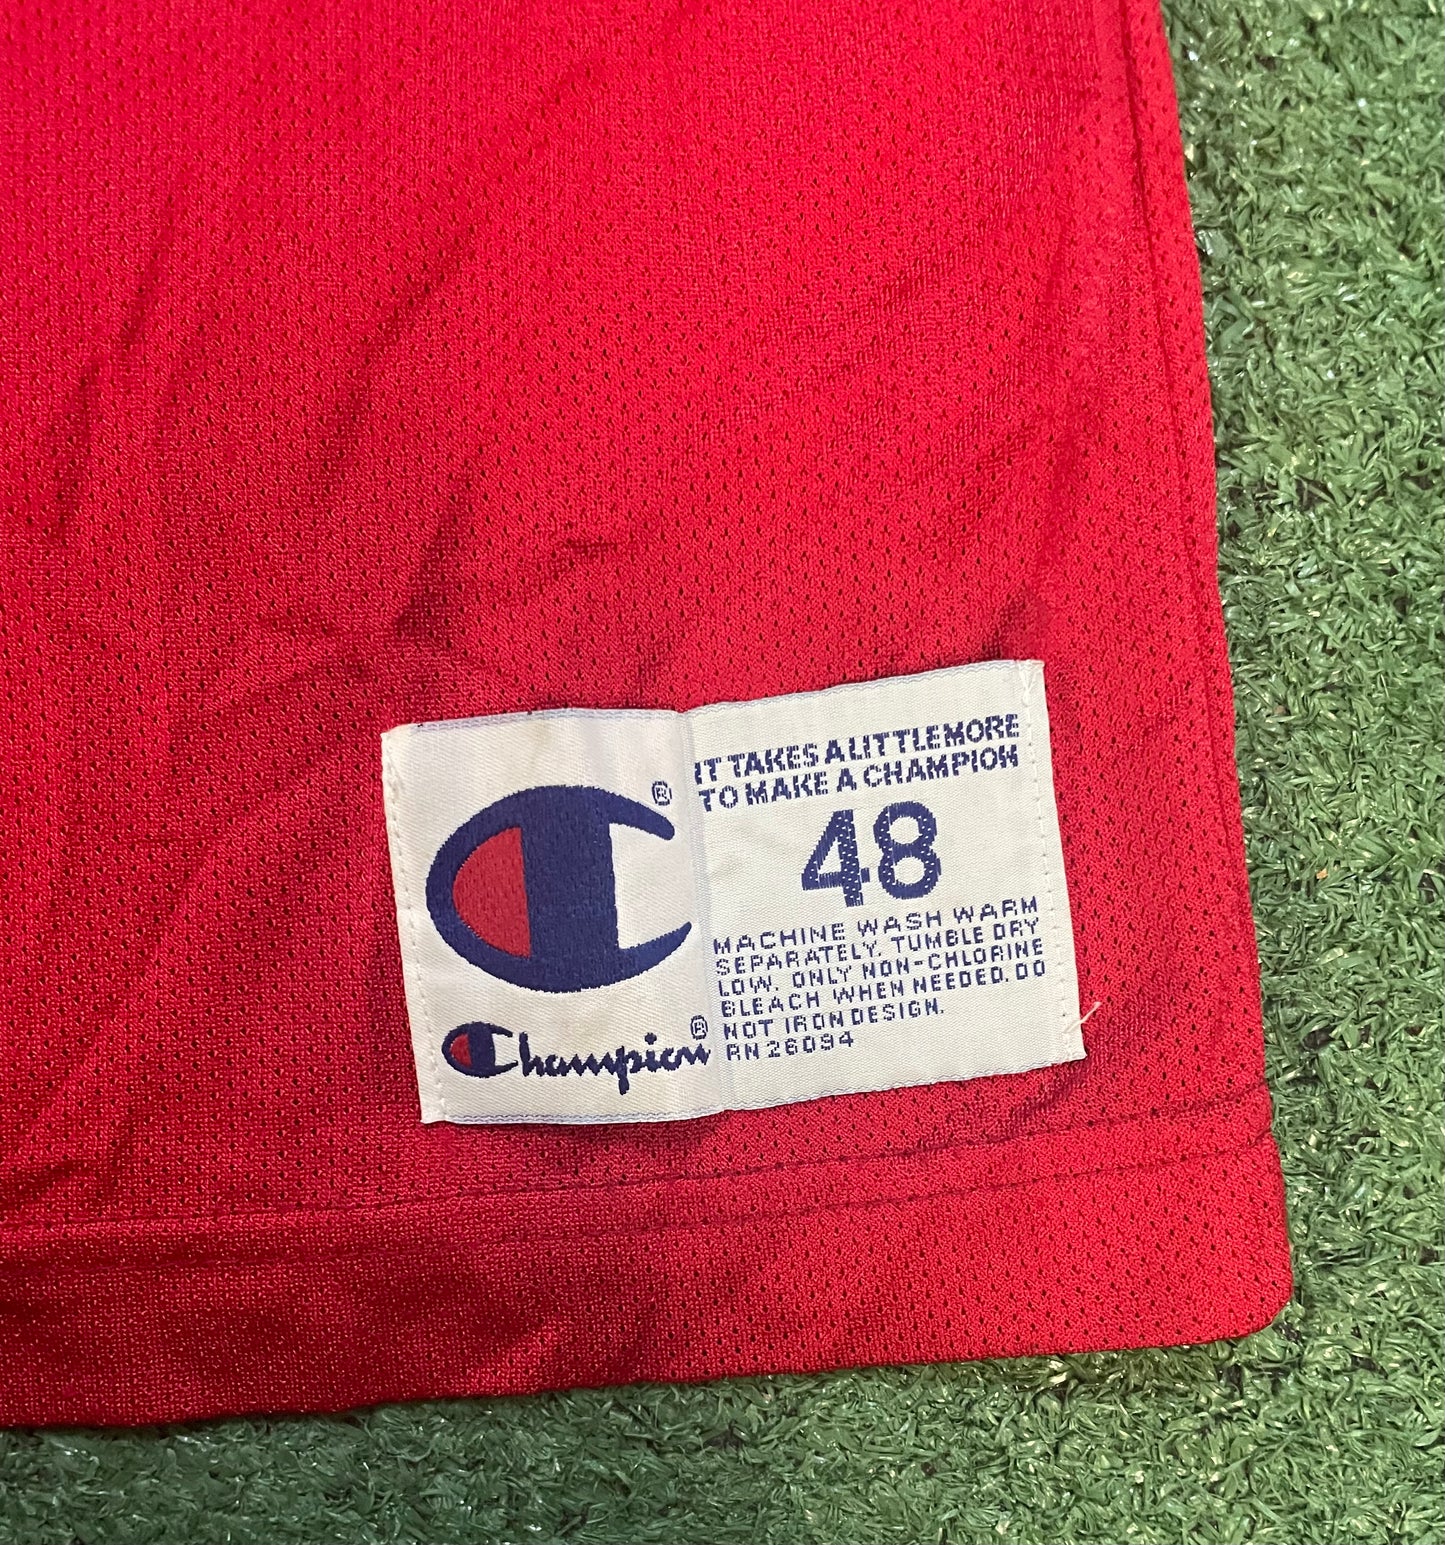 ®
Champion®
IT TAKES A LITTLE MORE
TO MAKE A CHAMPION
48
MACHINE WASH WARM
SEPARATELY. TUMBLE DRY
LOW. ONLY NON-CHLORINE
BLEACH WHEN NEEDED. DO
NOT IRON DESIGN.
RN 26094